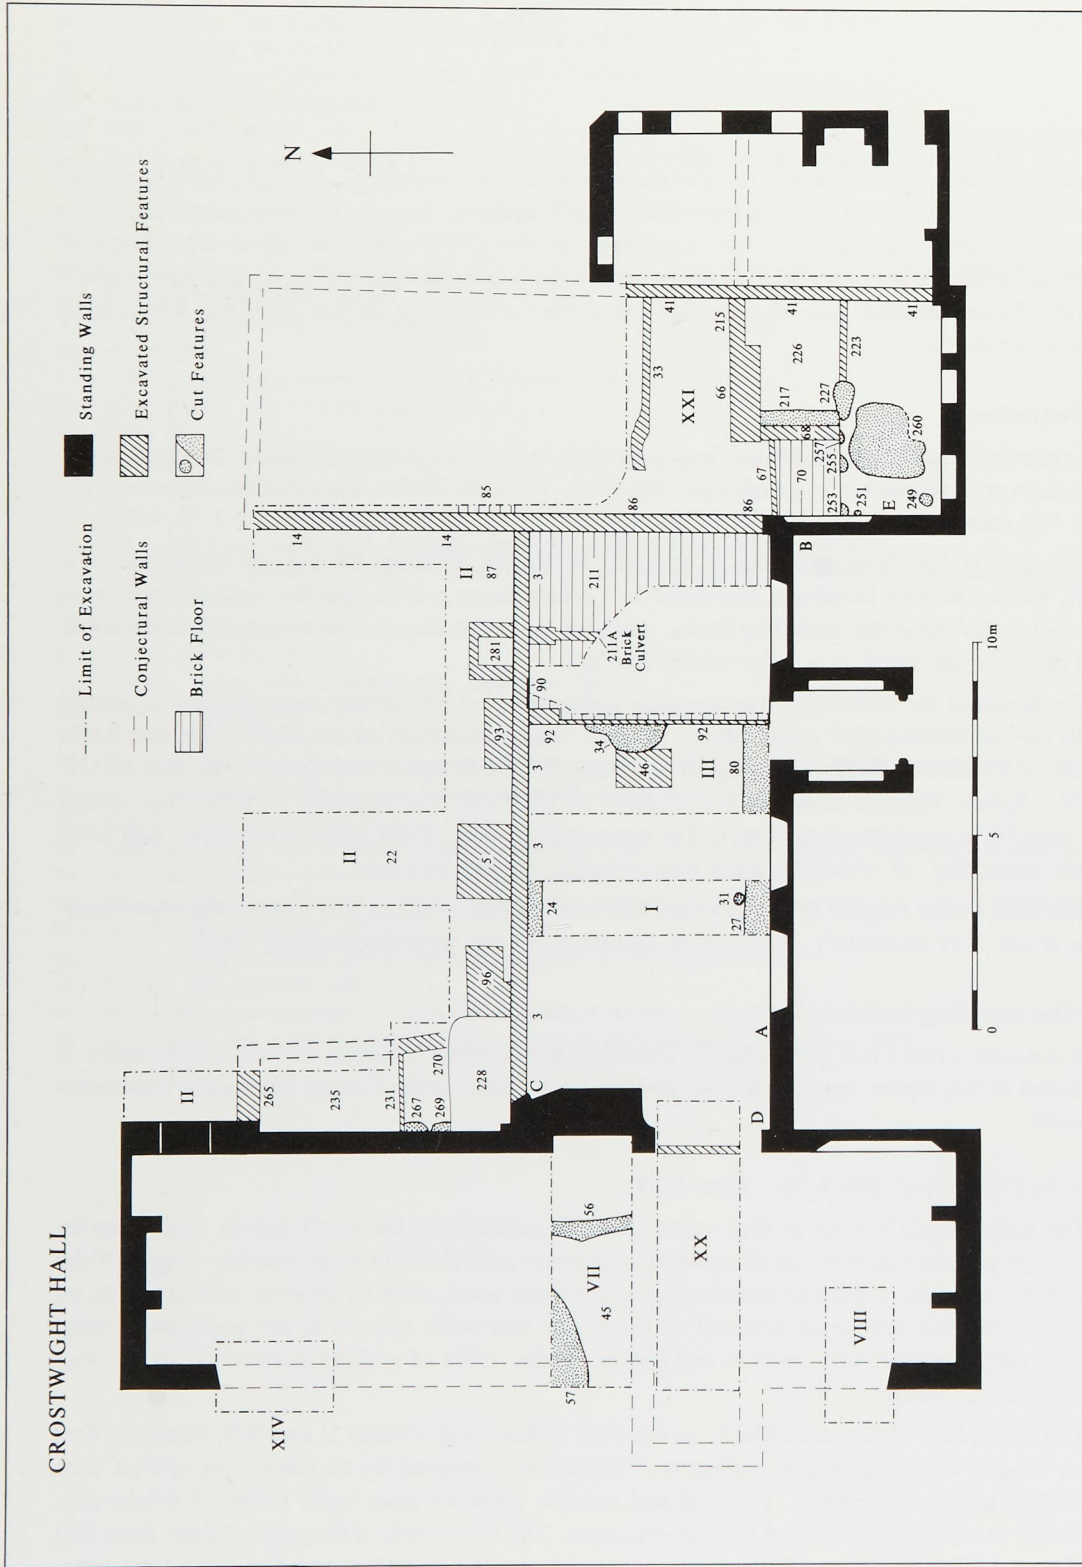 CROSTWIGHT HALL
Limit of Excavation
Conjectural Walls
Brick Floor
Standing Walls
Excavated Structural Features
Cut Features
N
II
265
235
231
267
269
270
228
96
II
22
5
93
281
II
87
14
14
85
86
86
3
3
3
3
C
24
I
31
27
A
D
34
46
III
80
92
92
7
90
211
211A
Brick
Culvert
B
33
XXI
41
41
41
215
66
226
217
223
227
67
68
70
257
255
253
251
260
E
249
XIV
56
VII
45
57
XX
VIII
0
5
10m